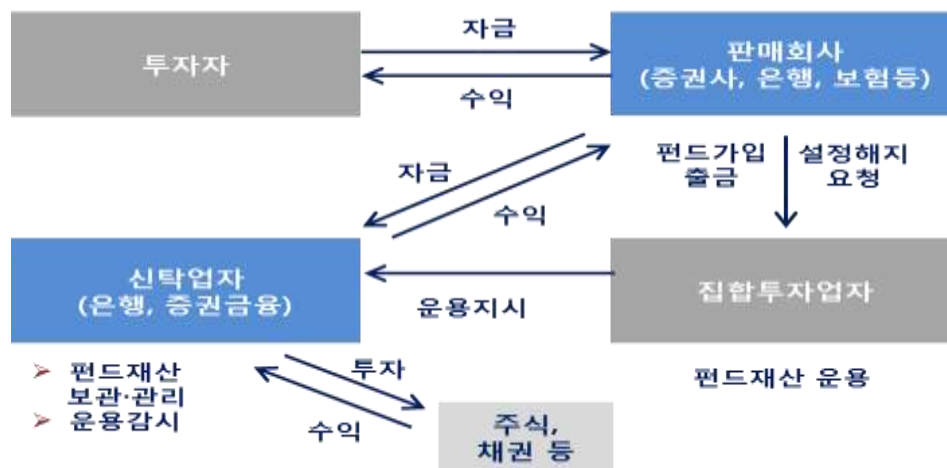 자금
투자자
판매회사
(증권사, 은행, 보험등)
수익
펀드가입
출금
설정해지
요청
자금
수익
신탁업자
(은행, 증권금융)
운용지시
집합투자업자
➢ 펀드재산
보관·관리
➢ 운용감시
투자
수익
펀드재산 운용
주식,
채권 등